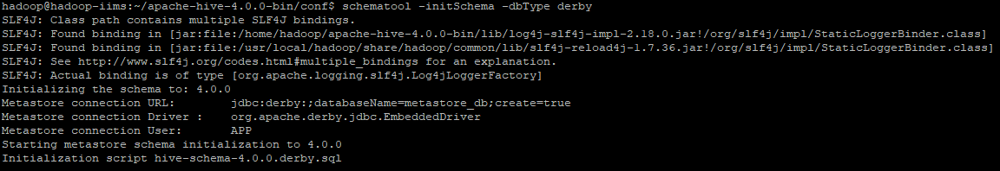 hadoop@hadoop-iims:~/apache-hive-4.0.0-bin/conf$ schematool -initSchema -dbType derby
SLF4J: Class path contains multiple SLF4J bindings.
SLF4J: Found binding in [jar:file:/home/hadoop/apache-hive-4.0.0-bin/lib/log4j-slf4j-impl-2.18.0.jar!/org/slf4j/impl/StaticLoggerBinder.class]
SLF4J: Found binding in [jar:file:/usr/local/hadoop/share/hadoop/common/lib/slf4j-reload4j-1.7.36.jar!/org/slf4j/impl/StaticLoggerBinder.class]
SLF4J: See http://www.slf4j.org/codes.html#multiple_bindings for an explanation.
SLF4J: Actual binding is of type [org.apache.logging.slf4j.Log4jLoggerFactory]
Initializing the schema to: 4.0.0
Metastore connection URL:        jdbc:derby:;databaseName=metastore_db;create=true
Metastore connection Driver :    org.apache.derby.jdbc.EmbeddedDriver
Metastore connection User:       APP
Starting metastore schema initialization to 4.0.0
Initialization script hive-schema-4.0.0.derby.sql